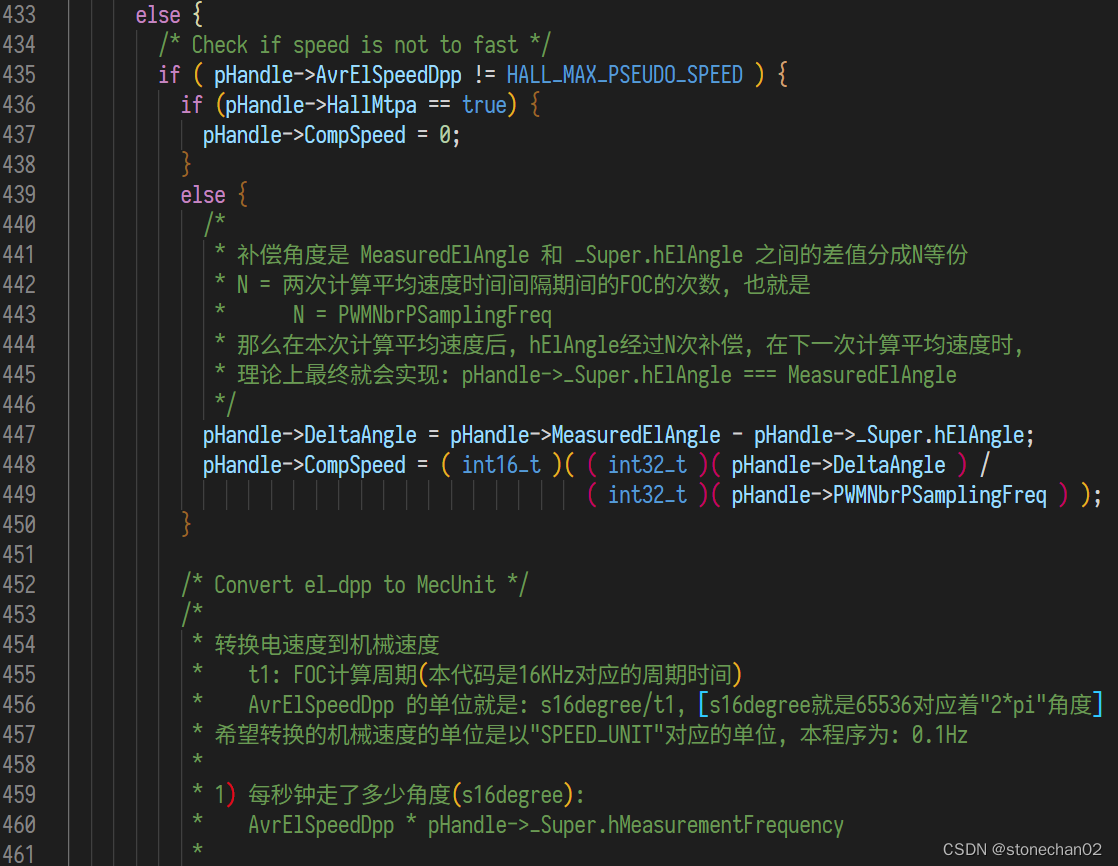 433 else {
434 /* Check if speed is not to fast */
435 if ( pHandle->AvrElSpeedDpp != HALL_MAX_PSEUDO_SPEED ) {
436 if (pHandle->HallMtpa == true) {
437 pHandle->CompSpeed = 0;
438 }
439 else {
440 /*
441 * 补偿角度是 MeasuredElAngle 和 _Super.hElAngle 之间的差值分成N等份
442 * N = 两次计算平均速度时间间隔期间的FOC的次数，也就是
443 * N = PWMNbrPSamplingFreq
444 * 那么在本次计算平均速度后，hElAngle经过N次补偿，在下一次计算平均速度时，
445 * 理论上最终就会实现：pHandle->_Super.hElAngle === MeasuredElAngle
446 */
447 pHandle->DeltaAngle = pHandle->MeasuredElAngle - pHandle->_Super.hElAngle;
448 pHandle->CompSpeed = ( int16_t )( ( int32_t )( pHandle->DeltaAngle ) /
449 ( int32_t )( pHandle->PWMNbrPSamplingFreq ) );
450 }
451
452 /* Convert el_dpp to MecUnit */
453 /*
454 * 转换电速度到机械速度
455 * t1: FOC计算周期(本代码是16KHz对应的周期时间)
456 * AvrElSpeedDpp 的单位就是：s16degree/t1，[s16degree就是65536对应着"2*pi"角度]
457 * 希望转换的机械速度的单位是以"SPEED_UNIT"对应的单位，本程序为：0.1Hz
458 *
459 * 1) 每秒钟走了多少角度(s16degree):
460 * AvrElSpeedDpp * pHandle->_Super.hMeasurementFrequency
461 *
CSDN @stonechan02